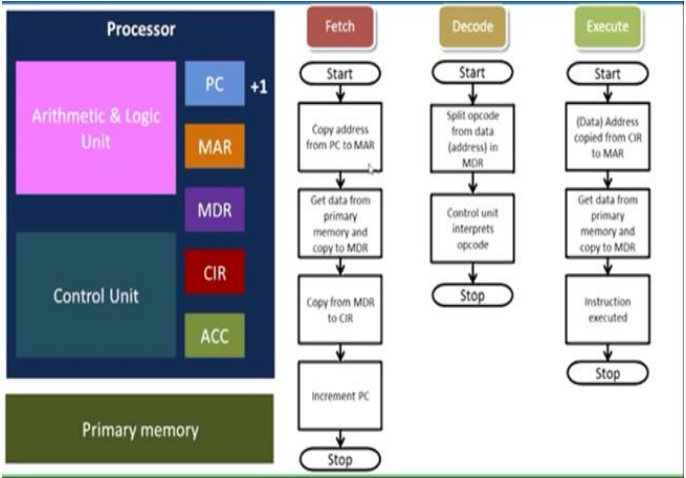 Processor
Arithmetic & Logic
Unit
Control Unit
PC
+1
MAR
MDR
CIR
ACC
Primary memory
Fetch
Start
Copy address
from PC to MAR
Get data from
primary
memory and
copy to MDR
Copy from MDR
to CIR
Increment PC
Stop
Decode
Start
Split opcode
from data
(address) in
MDR
Control unit
interprets
opcode
Stop
Execute
Start
(Data) Address
copied from CIR
to MAR
Get data from
primary
memory and
copy to MDR
Instruction
executed
Stop